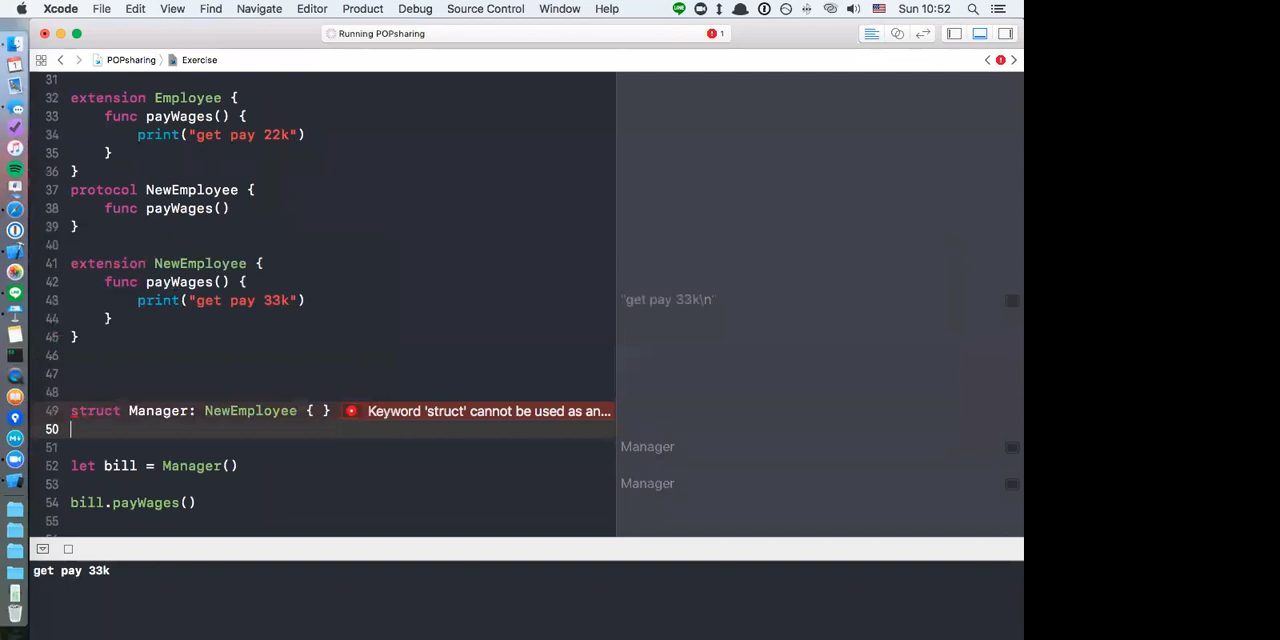 Xcode File Edit View Find Navigate Editor Product Debug Source Control Window Help Sun 10:52
Running POPsharing 1
POPsharing Exercise
31
32 extension Employee {
33 func payWages() {
34 print("get pay 22k")
35 }
36 }
37 protocol NewEmployee {
38 func payWages()
39 }
40
41 extension NewEmployee {
42 func payWages() {
43 print("get pay 33k")
"get pay 33k\n"
44 }
45 }
46
47
48
49 struct Manager: NewEmployee { } Keyword 'struct' cannot be used as an...
50
51
Manager
52 let bill = Manager()
53
Manager
54 bill.payWages()
55
get pay 33k